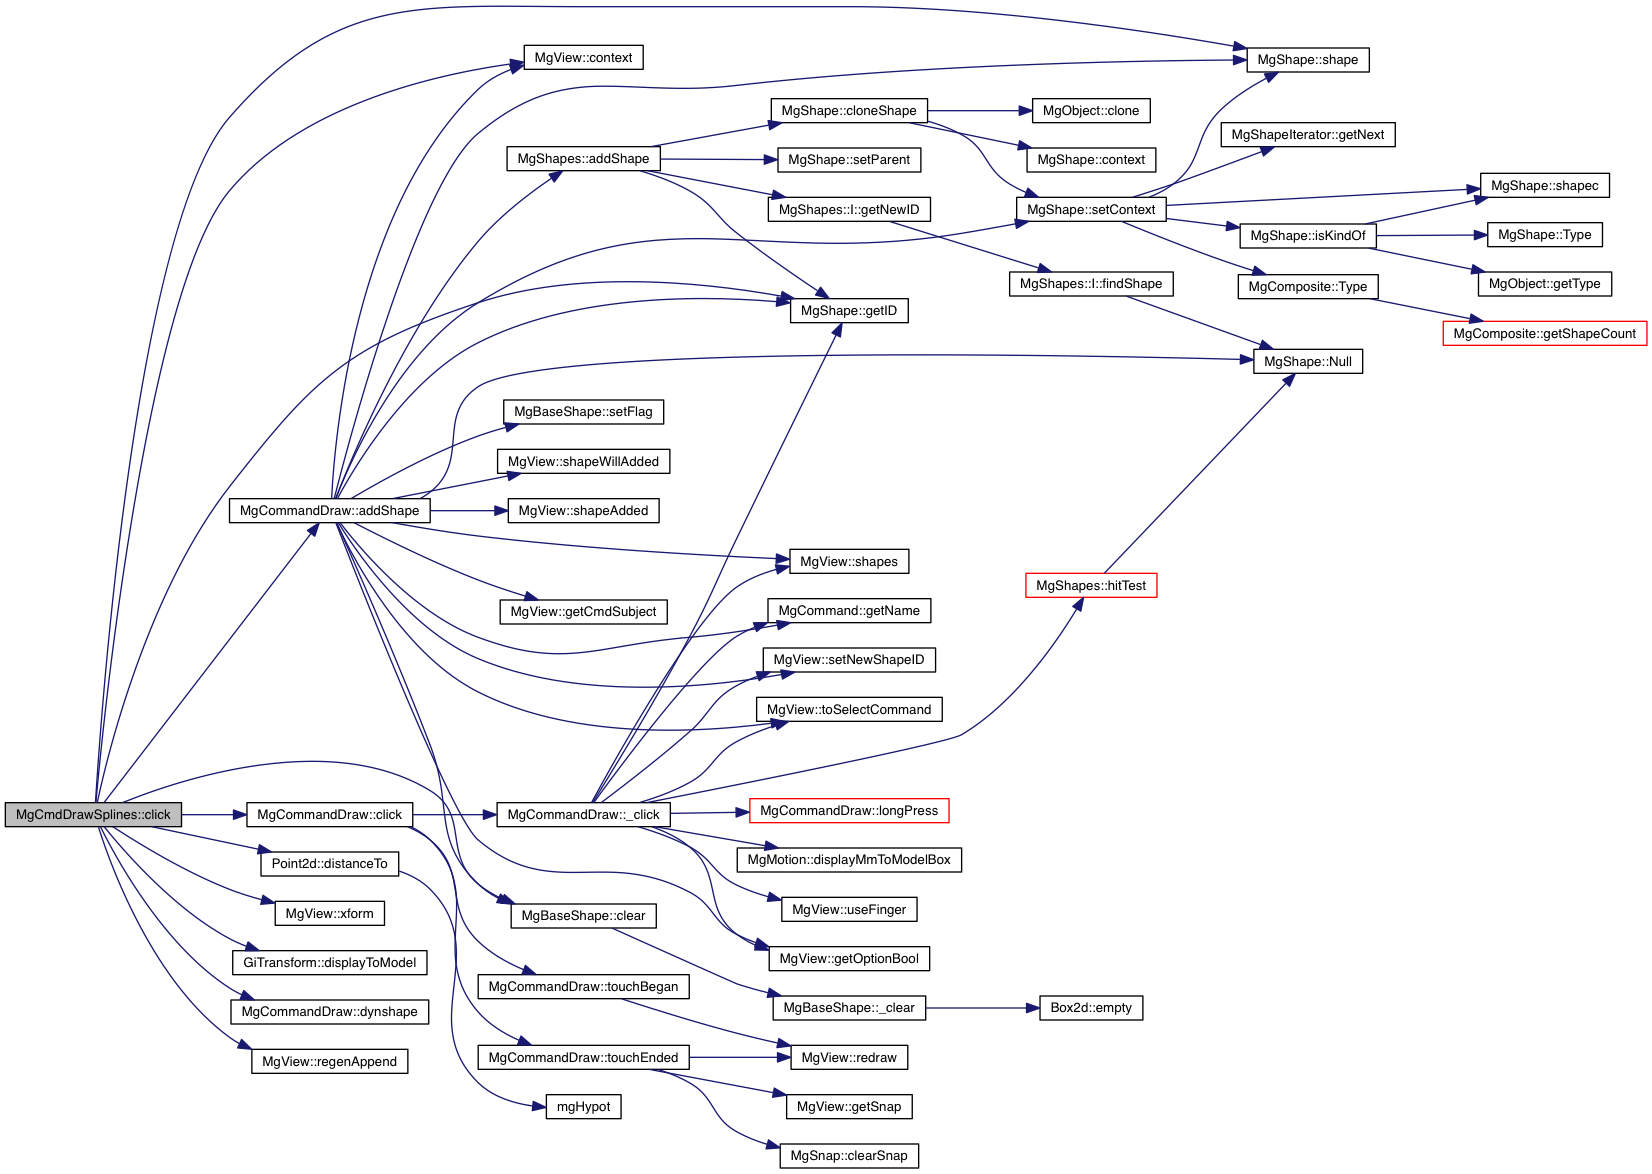 MgView::context
MgShape::shape
MgShape::cloneShape
MgObject::clone
MgShapeIterator::getNext
MgShapes::addShape
MgShape::setParent
MgShape::context
MgShape::shapec
MgShapes::I::getNewID
MgShape::setContext
MgShape::isKindOf
MgShape::Type
MgShapes::I::findShape
MgComposite::Type
MgObject::getType
MgShape::getID
MgComposite::getShapeCount
MgShape::Null
MgBaseShape::setFlag
MgView::shapeWillAdded
MgCommandDraw::addShape
MgView::shapeAdded
MgView::shapes
MgShapes::hitTest
MgView::getCmdSubject
MgCommand::getName
MgView::setNewShapeID
MgView::toSelectCommand
MgCmdDrawSplines::click
MgCommandDraw::click
MgCommandDraw::_click
MgCommandDraw::longPress
Point2d::distanceTo
MgMotion::displayMmToModelBox
MgView::xform
MgBaseShape::clear
MgView::useFinger
GiTransform::displayToModel
MgView::getOptionBool
MgCommandDraw::touchBegan
MgCommandDraw::dynshape
MgBaseShape::_clear
Box2d::empty
MgView::regenAppend
MgCommandDraw::touchEnded
MgView::redraw
mgHypot
MgView::getSnap
MgSnap::clearSnap